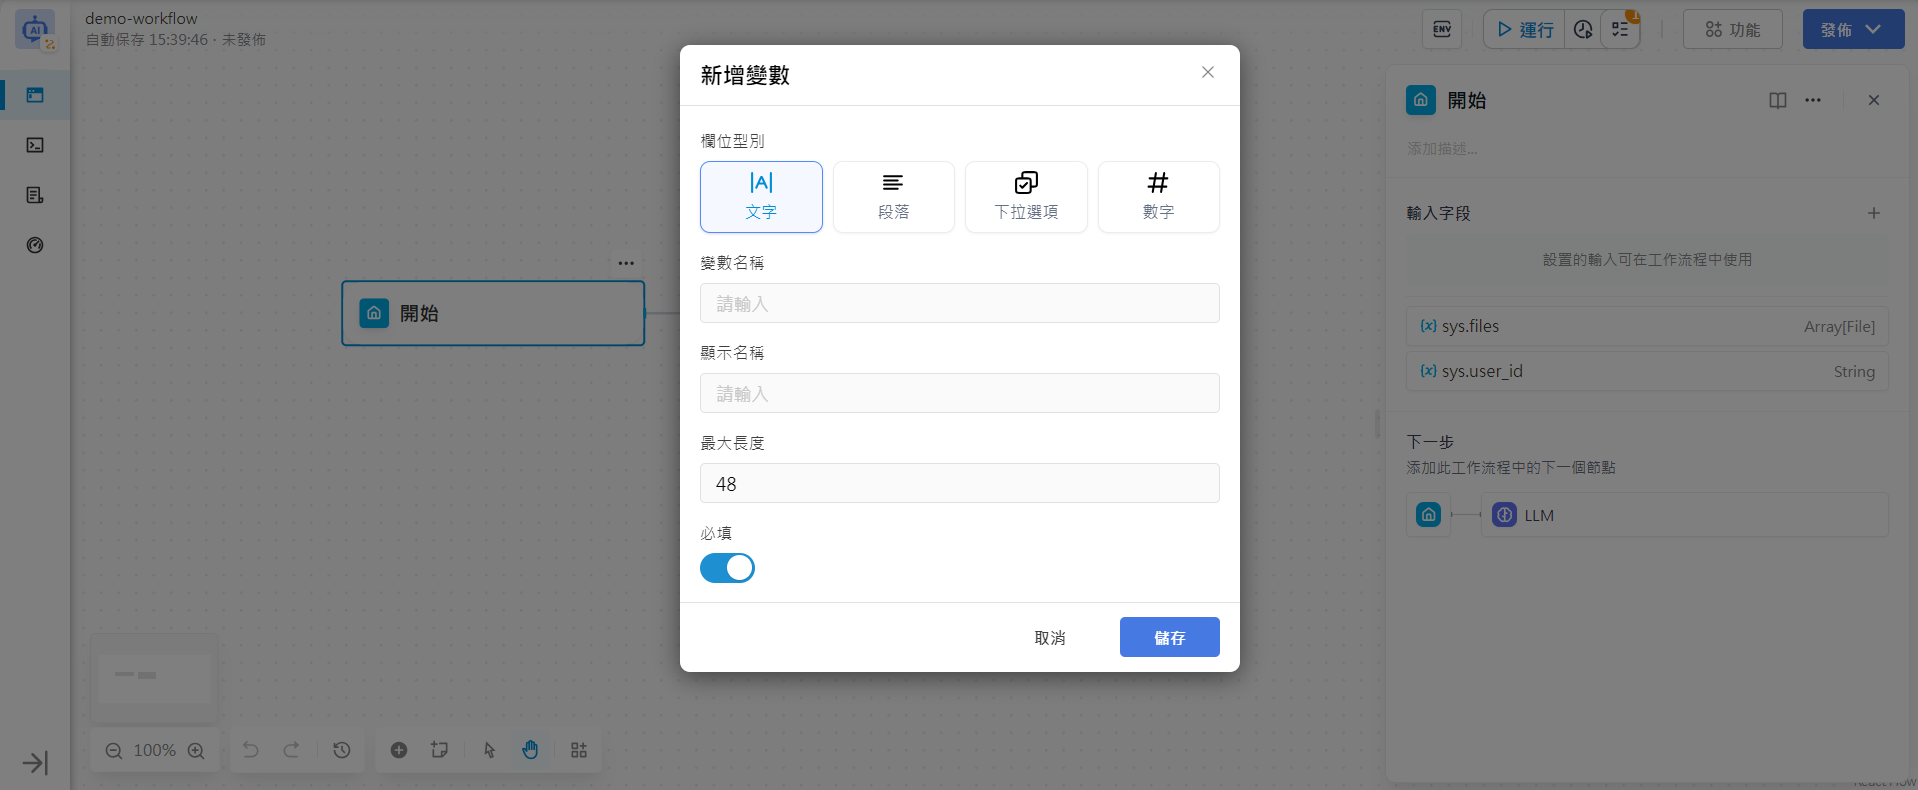 demo-workflow
自動保存 15:39:46 · 未發佈
ENV
運行
1
功能
發佈
新增變數
欄位型別
文字
段落
下拉選項
數字
變數名稱
請輸入
顯示名稱
請輸入
最大長度
48
必填
取消
儲存
開始
100%
開始
添加描述...
輸入字段
設置的輸入可在工作流程中使用
{x} sys.files Array[File]
{x} sys.user_id String
下一步
添加此工作流程中的下一個節點
LLM
React Flow